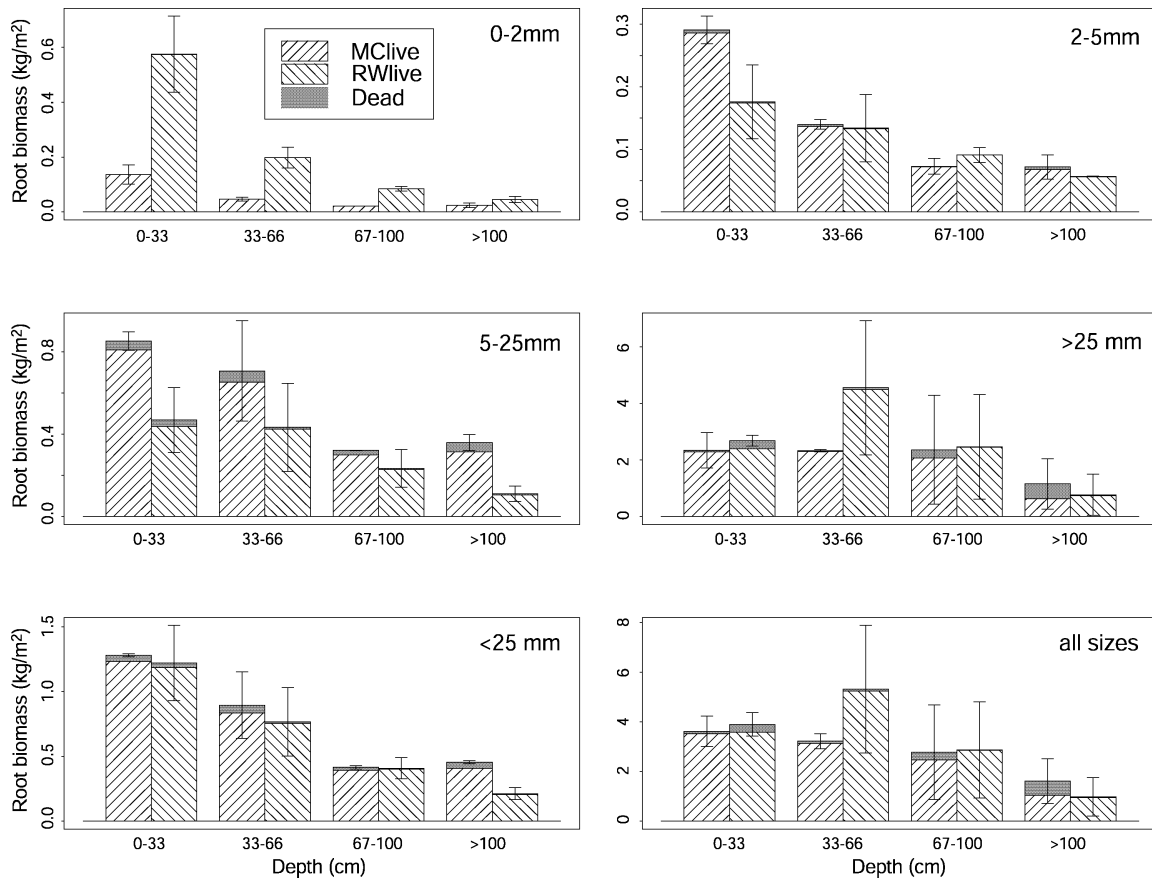 Root biomass (kg/m²)
0.0 0.2 0.4 0.6
0-2mm
MClive
RWlive
Dead
0-33 33-66 67-100 >100
0.0 0.1 0.2 0.3
2-5mm
0-33 33-66 67-100 >100
Root biomass (kg/m²)
0.0 0.4 0.8
5-25mm
0-33 33-66 67-100 >100
0 2 4 6
>25 mm
0-33 33-66 67-100 >100
Root biomass (kg/m²)
0.0 0.5 1.0 1.5
<25 mm
0-33 33-66 67-100 >100
Depth (cm)
0 2 4 6 8
all sizes
0-33 33-66 67-100 >100
Depth (cm)